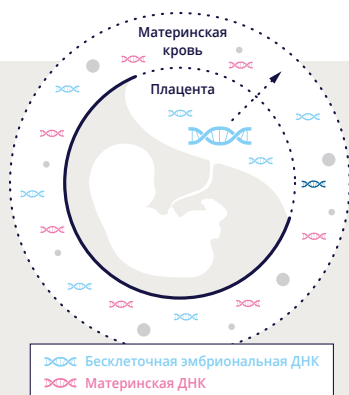 Материнская
кровь
Плацента
Бесклеточная эмбриональная ДНК
Материнская ДНК